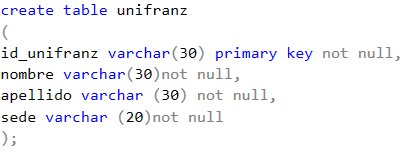 create table unifranz
(
id_unifranz varchar(30) primary key not null,
nombre varchar(30)not null,
apellido varchar (30) not null,
sede varchar (20)not null
);